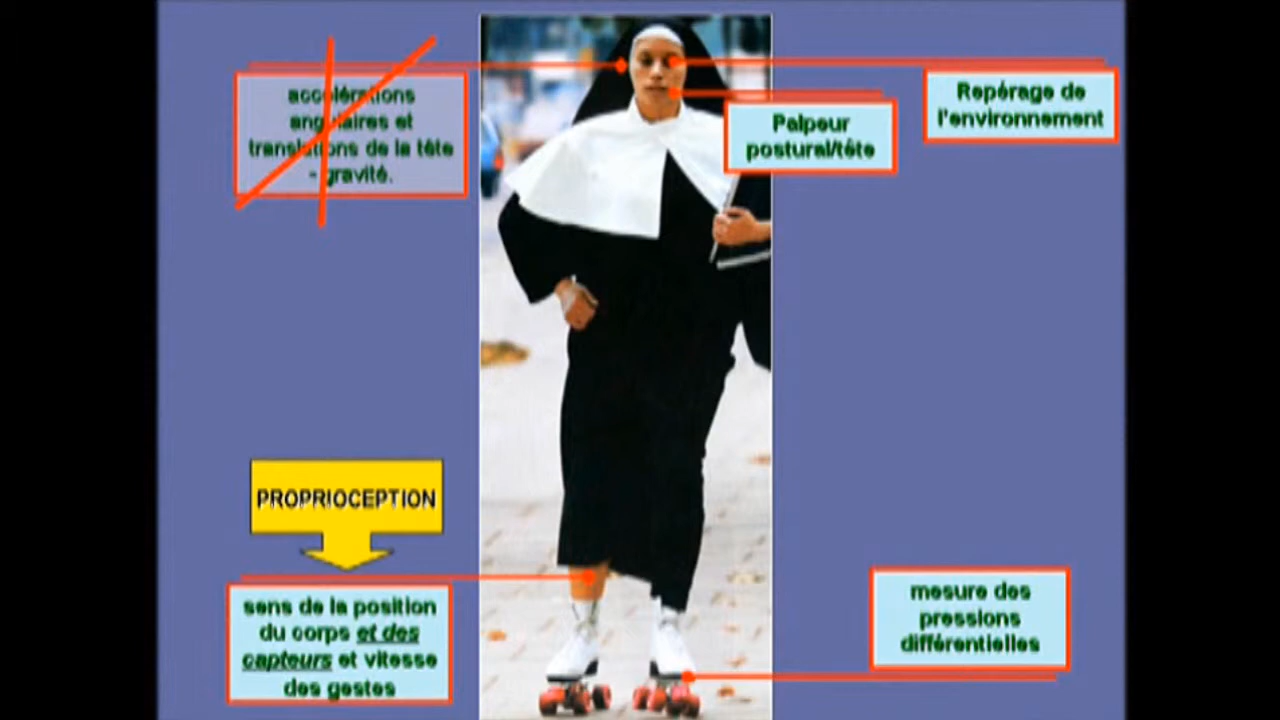 accélérations
angulaires et
translations de la tête
- gravité.
Palpeur
postural/tête
Repérage de
l'environnement
PROPRIOCEPTION
sens de la position
du corps et des
capteurs et vitesse
des gestes
mesure des
pressions
différentielles